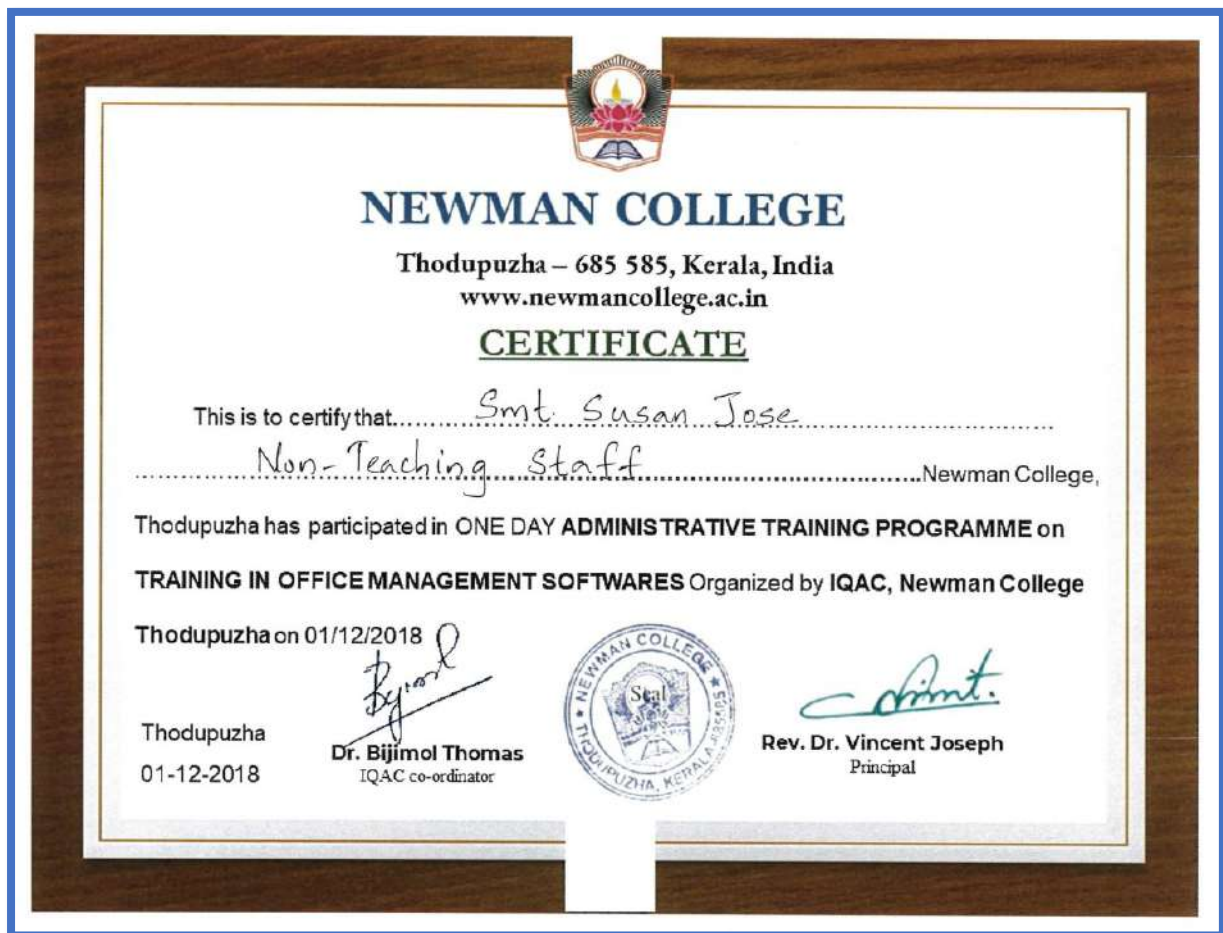 NEWMAN COLLEGE
Thodupuzha – 685 585, Kerala, India
www.newmancollege.ac.in
CERTIFICATE
This is to certify that.......... Smt. Susan Jose
Non-Teaching Staff ..........Newman College,
Thodupuzha has participated in ONE DAY ADMINISTRATIVE TRAINING PROGRAMME on
TRAINING IN OFFICE MANAGEMENT SOFTWARES Organized by IQAC, Newman College
Thodupuzha on 01/12/2018
Thodupuzha
01-12-2018
Dr. Bijimol Thomas
IQAC co-ordinator
NEWMAN COLLEGE ★ THODUPUZHA, KERALA-685585 ★
Seal
Rev. Dr. Vincent Joseph
Principal